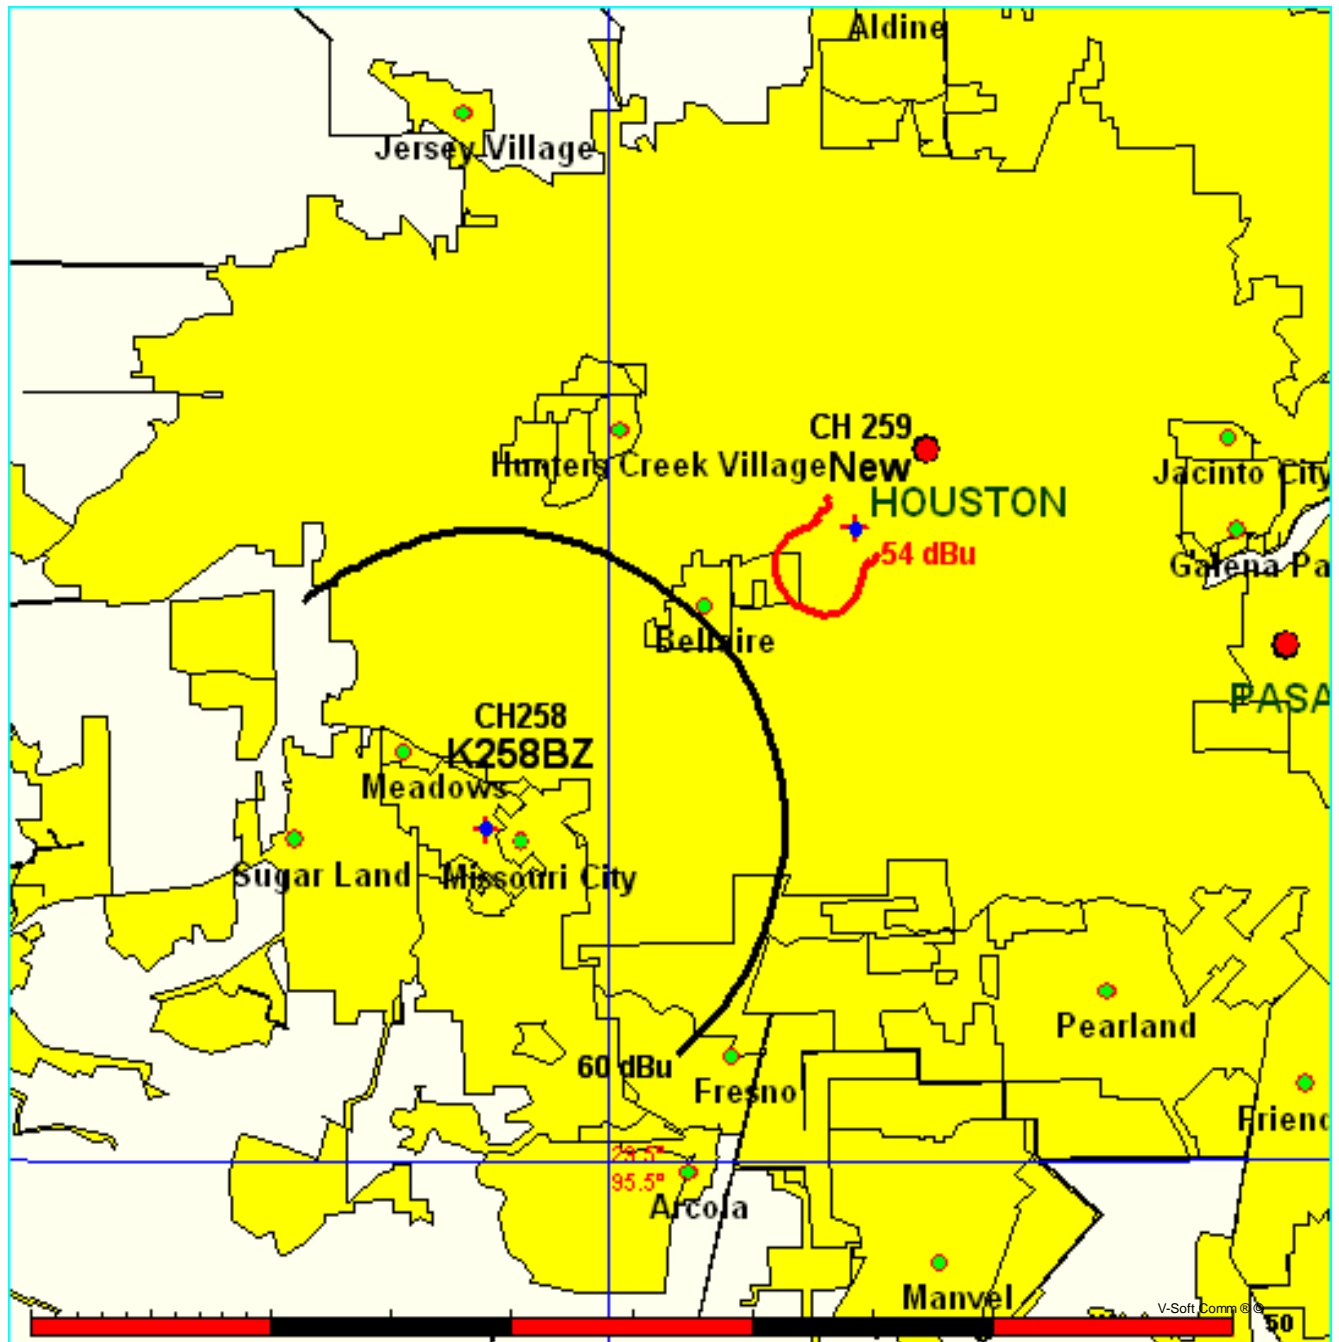 Aldine
Jersey Village
CH 259
Hunters Creek Village
New
Jacinto City
HOUSTON
54 dBu
Galena Pa
Bellaire
PASA
CH258
K258BZ
Meadows
Sugar Land
Missouri City
Pearland
60 dBu
Fresno
Friend
29.5°
95.5°
Arcola
Manvel
V-Soft Comm ® ©
50